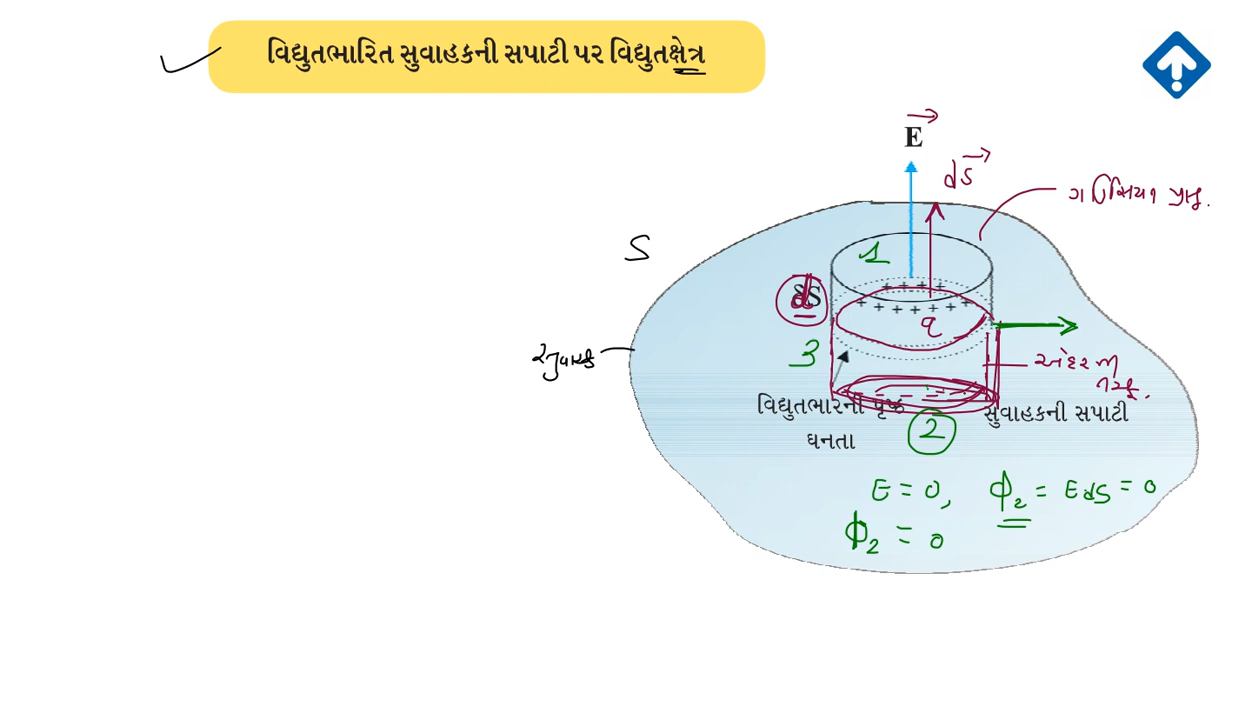 વિદ્યુતભારિત સુવાહકની સપાટી પર વિદ્યુતક્ષેત્ર
E
dS
ગાઉસિયન પૃષ્ઠ.
S
1
dS
q
3
સુવાહક
અંદરની
તરફ.
વિદ્યુતભારની પૃષ્ઠ
ઘનતા
સુવાહકની સપાટી
2
E = 0, ϕ₂ = EdS = 0
ϕ₂ = 0